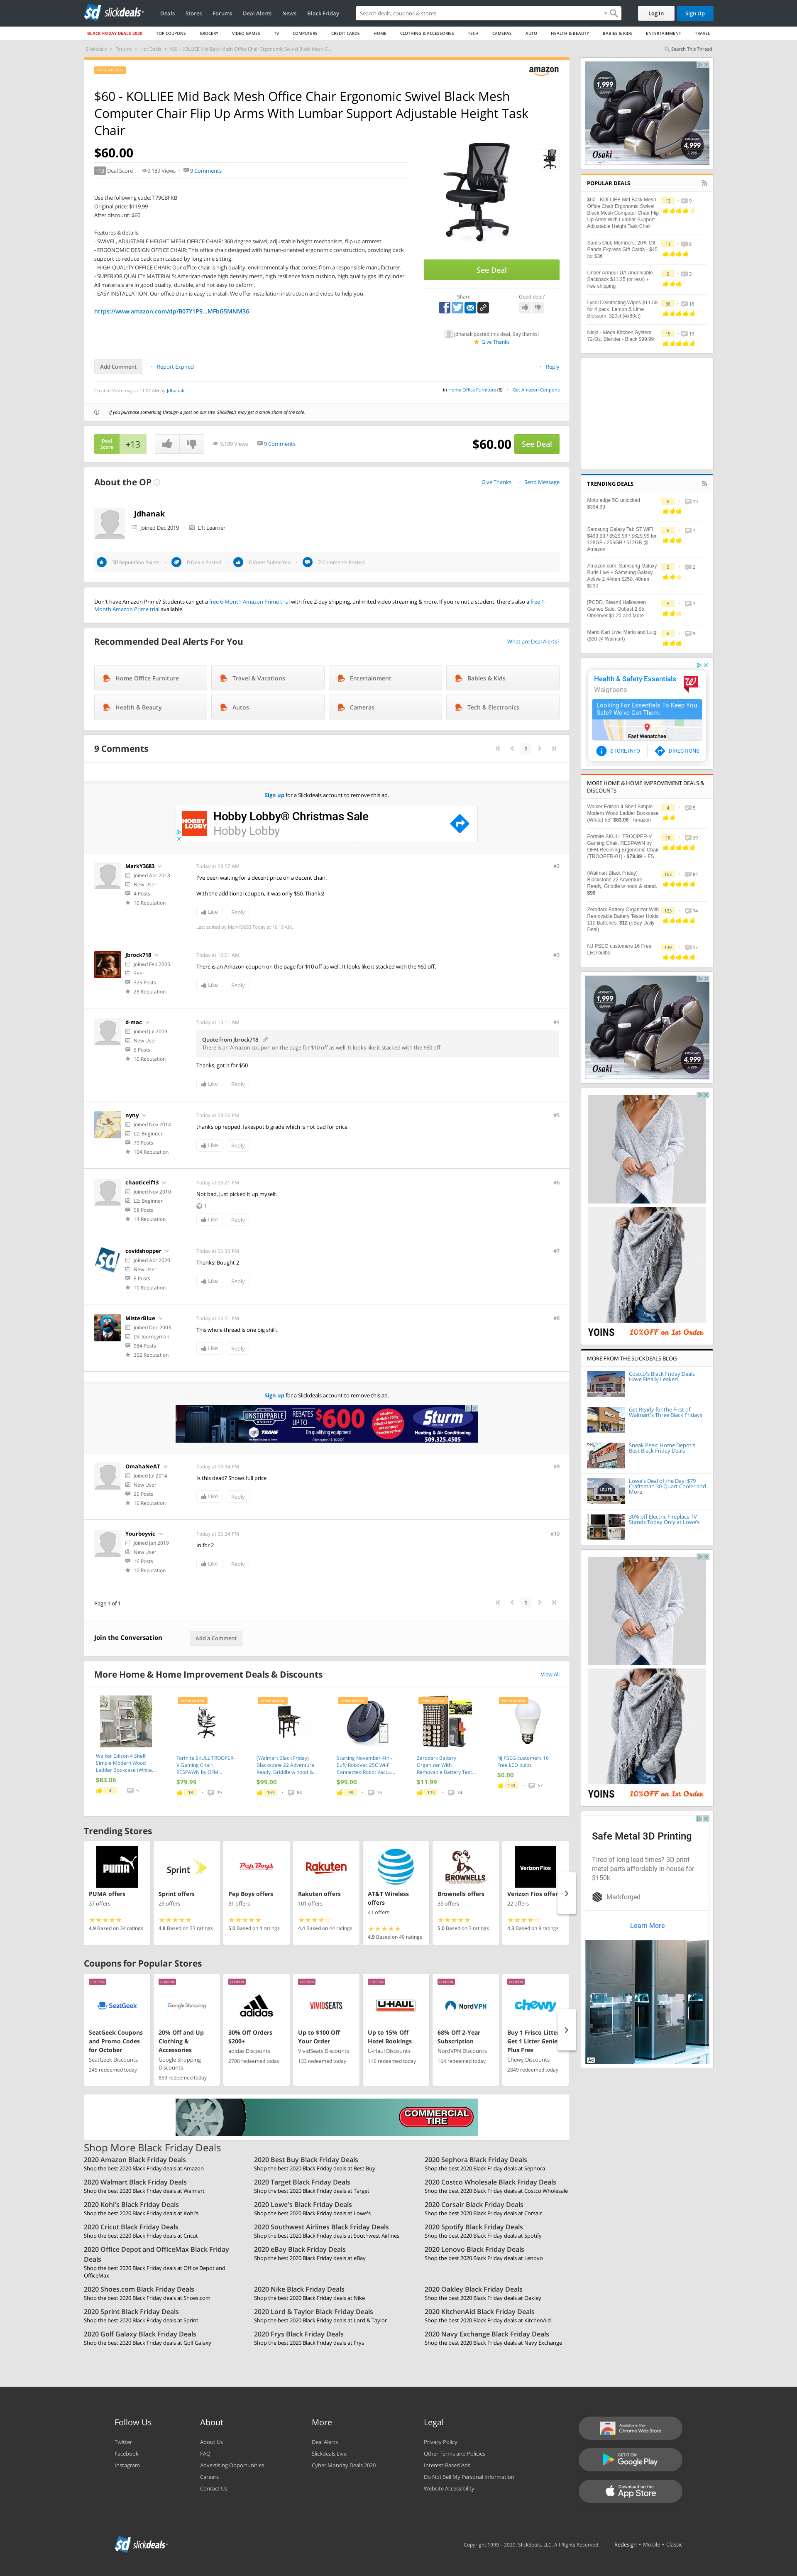 slickdeals
Deals Stores Forums Deal Alerts News Black Friday
Search deals, coupons & stores
Log In Sign Up
BLACK FRIDAY DEALS 2020 TOP COUPONS GROCERY VIDEO GAMES TV COMPUTERS CREDIT CARDS HOME CLOTHING & ACCESSORIES TECH CAMERAS AUTO HEALTH & BEAUTY BABIES & KIDS ENTERTAINMENT TRAVEL
Slickdeals > Forums > Hot Deals > $60 - KOLLIEE Mid Back Mesh Office Chair Ergonomic Swivel Black Mesh C...
Search This Thread
POPULAR DEAL
amazon
$60 - KOLLIEE Mid Back Mesh Office Chair Ergonomic Swivel Black Mesh
Computer Chair Flip Up Arms With Lumbar Support Adjustable Height Task
Chair
$60.00
+13 Deal Score 9,189 Views 9 Comments
Use the following code: T79CBFKB
Original price: $119.99
After discount: $60
Features & details
- SWIVEL, ADJUSTABLE HEIGHT MESH OFFICE CHAIR: 360 degree swivel, adjustable height mechanism, flip up armrest.
- ERGONOMIC DESIGN OFFICE CHAIR: This office chair with padded seat and human-oriented ergonomic construction, providing back
support to reduce back pain caused by long time sitting.
- HIGH QUALITY OFFICE CHAIR: Our office chair is high quality, environmentally that comes from a responsible manufacturer.
- SUPERIOR QUALITY MATERIALS: American-made high density mesh, high resilience foam cushion, high quality gas lift cylinder.
All materials are in good quality, durable, and not easy to deform.
- EASY INSTALLATION: Our office chair is easy to install. We offer installation instruction and video to help you.
https://www.amazon.com/dp/B07Y1P9...MFbG5MNM36
See Deal
Share
Good deal?
Jdhanak posted this deal. Say thanks!
Give Thanks
Add Comment Report Expired
Reply
Created Yesterday at 11:07 AM by Jdhanak
in Home Office Furniture (8) Get Amazon Coupons
If you purchase something through a post on our site, Slickdeals may get a small share of the sale.
Deal Score +13
9,189 Views 9 Comments
$60.00 See Deal
About the OP
Give Thanks Send Message
Jdhanak
Joined Dec 2019 L1: Learner
30 Reputation Points 0 Deals Posted 6 Votes Submitted 2 Comments Posted
Don't have Amazon Prime? Students can get a free 6-Month Amazon Prime trial with free 2-day shipping, unlimited video streaming & more. If you're not a student, there's also a free 1-
Month Amazon Prime trial available.
Recommended Deal Alerts For You
What are Deal Alerts?
Home Office Furniture Travel & Vacations Entertainment Babies & Kids
Health & Beauty Autos Cameras Tech & Electronics
9 Comments
1
Sign up for a Slickdeals account to remove this ad.
HOBBY LOBBY
Hobby Lobby® Christmas Sale
Hobby Lobby
MarkY3683
Joined Apr 2018
New User
4 Posts
10 Reputation
Today at 09:57 AM
#2
I've been waiting for a decent price on a decent chair.
With the additional coupon, it was only $50. Thanks!
Like Reply
Last edited by MarkY3683 Today at 10:19 AM.
Jbrock718
Joined Feb 2005
Seer
325 Posts
28 Reputation
Today at 10:01 AM
#3
There is an Amazon coupon on the page for $10 off as well. It looks like it stacked with the $60 off.
Like Reply
d-mac
Joined Jul 2009
New User
5 Posts
10 Reputation
Today at 10:11 AM
#4
Quote from Jbrock718
There is an Amazon coupon on the page for $10 off as well. It looks like it stacked with the $60 off.
Thanks, got it for $50
Like Reply
nyny
Joined Nov 2014
L2: Beginner
79 Posts
104 Reputation
Today at 03:06 PM
#5
thanks op repped. fakespot b grade which is not bad for price
Like Reply
chaoticelf13
Joined Nov 2010
L2: Beginner
58 Posts
14 Reputation
Today at 05:21 PM
#6
Not bad, just picked it up myself.
1
Like Reply
covidshopper
Joined Apr 2020
New User
8 Posts
10 Reputation
Today at 05:30 PM
#7
Thanks! Bought 2
Like Reply
MisterBlue
Joined Dec 2003
L5: Journeyman
984 Posts
302 Reputation
Today at 05:31 PM
#8
This whole thread is one big shill.
Like Reply
Sign up for a Slickdeals account to remove this ad.
UNSTOPPABLE
TRANE
REBATES UP TO $600
On qualifying equipment
Sturm
Heating & Air Conditioning
509.325.4505
OmahaNeAT
Joined Jul 2014
New User
20 Posts
10 Reputation
Today at 05:34 PM
#9
Is this dead? Shows full price
Like Reply
Yourboyvic
Joined Jan 2019
New User
16 Posts
10 Reputation
Today at 05:34 PM
#10
in for 2
Like Reply
Page 1 of 1
1
Join the Conversation Add a Comment
More Home & Home Improvement Deals & Discounts
View All
Walker Edison 4 Shelf Simple Modern Wood Ladder Bookcase (White...
$83.06
4 5
Fortnite SKULL TROOPER-V Gaming Chair, RESPAWN by OFM...
$79.99
18 29
(Walmart Black Friday) Blackstone 22 Adventure Ready, Griddle w hood &...
$99.00
163 84
Starting November 4th - Eufy RoboVac 25C Wi-Fi Connected Robot Vacuu...
$99.00
99 75
Zerodark Battery Organizer With Removable Battery Test...
$11.99
123 74
NJ PSEG customers 16 Free LED bulbs
$0.00
139 57
Trending Stores
PUMA offers
37 offers
4.9 Based on 34 ratings
Sprint offers
29 offers
4.8 Based on 33 ratings
Pep Boys offers
31 offers
5.0 Based on 4 ratings
Rakuten offers
101 offers
4.4 Based on 44 ratings
AT&T Wireless offers
41 offers
4.9 Based on 40 ratings
Brownells offers
35 offers
5.0 Based on 3 ratings
Verizon Fios offers
22 offers
4.3 Based on 9 ratings
Coupons for Popular Stores
SeatGeek
SeatGeek Coupons and Promo Codes for October
SeatGeek Discounts
245 redeemed today
Google Shopping
20% Off and Up Clothing & Accessories
Google Shopping Discounts
859 redeemed today
adidas
30% Off Orders $200+
adidas Discounts
2708 redeemed today
VIVIDSEATS
Up to $100 Off Your Order
VividSeats Discounts
133 redeemed today
U-HAUL
Up to 15% Off Hotel Bookings
U-Haul Discounts
116 redeemed today
NordVPN
68% Off 2-Year Subscription
NordVPN Discounts
164 redeemed today
chewy
Buy 1 Frisco Litter, Get 1 Litter Genie Plus Free
Chewy Discounts
2849 redeemed today
COMMERCIAL TIRE
Shop More Black Friday Deals
2020 Amazon Black Friday Deals
Shop the best 2020 Black Friday deals at Amazon
2020 Best Buy Black Friday Deals
Shop the best 2020 Black Friday deals at Best Buy
2020 Sephora Black Friday Deals
Shop the best 2020 Black Friday deals at Sephora
2020 Walmart Black Friday Deals
Shop the best 2020 Black Friday deals at Walmart
2020 Target Black Friday Deals
Shop the best 2020 Black Friday deals at Target
2020 Costco Wholesale Black Friday Deals
Shop the best 2020 Black Friday deals at Costco Wholesale
2020 Kohl's Black Friday Deals
Shop the best 2020 Black Friday deals at Kohl's
2020 Lowe's Black Friday Deals
Shop the best 2020 Black Friday deals at Lowe's
2020 Corsair Black Friday Deals
Shop the best 2020 Black Friday deals at Corsair
2020 Cricut Black Friday Deals
Shop the best 2020 Black Friday deals at Cricut
2020 Southwest Airlines Black Friday Deals
Shop the best 2020 Black Friday deals at Southwest Airlines
2020 Spotify Black Friday Deals
Shop the best 2020 Black Friday deals at Spotify
2020 Office Depot and OfficeMax Black Friday Deals
Shop the best 2020 Black Friday deals at Office Depot and OfficeMax
2020 eBay Black Friday Deals
Shop the best 2020 Black Friday deals at eBay
2020 Lenovo Black Friday Deals
Shop the best 2020 Black Friday deals at Lenovo
2020 Shoes.com Black Friday Deals
Shop the best 2020 Black Friday deals at Shoes.com
2020 Nike Black Friday Deals
Shop the best 2020 Black Friday deals at Nike
2020 Oakley Black Friday Deals
Shop the best 2020 Black Friday deals at Oakley
2020 Sprint Black Friday Deals
Shop the best 2020 Black Friday deals at Sprint
2020 Lord & Taylor Black Friday Deals
Shop the best 2020 Black Friday deals at Lord & Taylor
2020 KitchenAid Black Friday Deals
Shop the best 2020 Black Friday deals at KitchenAid
2020 Golf Galaxy Black Friday Deals
Shop the best 2020 Black Friday deals at Golf Galaxy
2020 Frys Black Friday Deals
Shop the best 2020 Black Friday deals at Frys
2020 Navy Exchange Black Friday Deals
Shop the best 2020 Black Friday deals at Navy Exchange
1,999
Osaki
4,999
POPULAR DEALS
$60 - KOLLIEE Mid Back Mesh Office Chair Ergonomic Swivel Black Mesh Computer Chair Flip Up Arms With Lumbar Support Adjustable Height Task Chair
13 9
Sam's Club Members: 20% Off Panda Express Gift Cards - $45 for $36
11 8
Under Armour UA Undeniable Sackpack $11.25 (or less) + free shipping
8 3
Lysol Disinfecting Wipes $11.58 for 4 pack. Lemon & Lime Blossom, 320ct (4x80ct)
36 18
Ninja - Mega Kitchen System 72-Oz. Blender - Black $99.99
15 13
TRENDING DEALS
Moto edge 5G unlocked $394.99
4 13
Samsung Galaxy Tab S7 WiFi, $499.99 / $529.99 / $629.99 for 128GB / 256GB / 512GB @ Amazon
6 1
Amazon.com: Samsung Galaxy Buds Live + Samsung Galaxy Active 2 44mm $250. 40mm $230
5 2
[PCDD, Steam] Halloween Games Sale: Outlast 2 $5, Observer $1.20 and More
5 3
Mario Kart Live: Mario and Luigi ($90 @ Walmart)
6 9
Health & Safety Essentials
Walgreens
Looking For Essentials To Keep You Safe? We've Got Them.
East Wenatchee
STORE INFO DIRECTIONS
MORE HOME & HOME IMPROVEMENT DEALS & DISCOUNTS
Walker Edison 4 Shelf Simple Modern Wood Ladder Bookcase (White) 55" $83.06 - Amazon
4 5
Fortnite SKULL TROOPER-V Gaming Chair, RESPAWN by OFM Reclining Ergonomic Chair (TROOPER-01) - $79.99 + FS
18 29
(Walmart Black Friday) Blackstone 22 Adventure Ready, Griddle w hood & stand. $99
163 84
Zerodark Battery Organizer With Removable Battery Tester Holds 110 Batteries. $12 (eBay Daily Deal)
123 74
NJ PSEG customers 16 Free LED bulbs
139 57
1,999
Osaki
4,999
YOINS 10%OFF on 1st Order
MORE FROM THE SLICKDEALS BLOG
Costco's Black Friday Deals Have Finally Leaked
Get Ready for the First of Walmart's Three Black Fridays
Sneak Peek: Home Depot's Best Black Friday Deals
Lowe's Deal of the Day: $79 Craftsman 30-Quart Cooler and More
30% off Electric Fireplace TV Stands Today Only at Lowe's
YOINS 10%OFF on 1st Order
Safe Metal 3D Printing
Tired of long lead times? 3D print metal parts affordably in-house for $150k
Markforged
Learn More
Ad
Follow Us
Twitter
Facebook
Instagram
About
About Us
FAQ
Advertising Opportunities
Careers
Contact Us
More
Deal Alerts
Slickdeals Live
Cyber Monday Deals 2020
Legal
Privacy Policy
Other Terms and Policies
Interest-Based Ads
Do Not Sell My Personal Information
Website Accessibility
Available in the Chrome Web Store
GET IT ON Google Play
Download on the App Store
slickdeals
Copyright 1999 - 2020. Slickdeals, LLC. All Rights Reserved. Redesign • Mobile • Classic